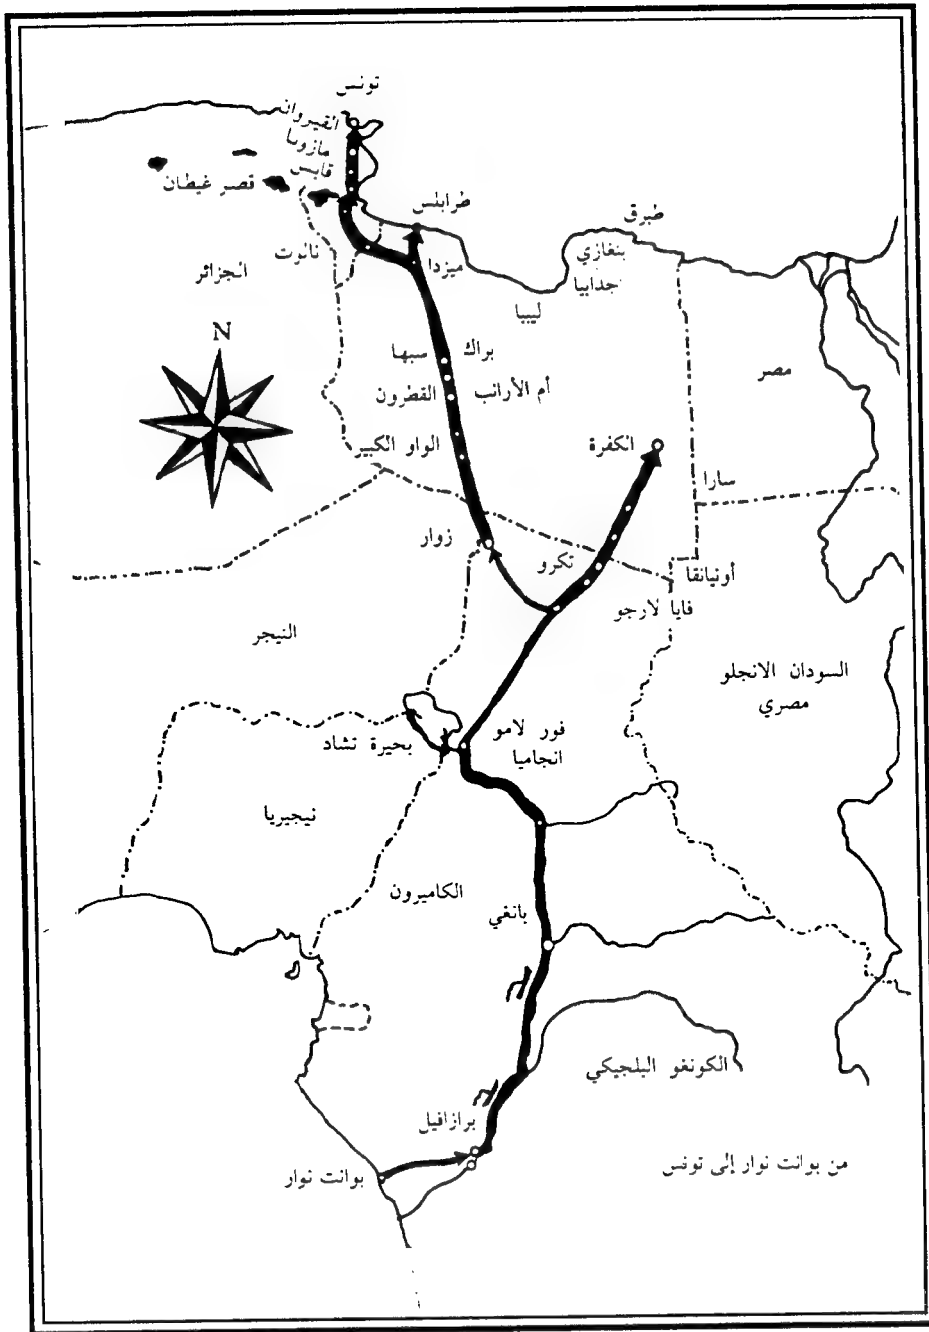 تونس
القيروان
مازونا
قابس
قصر غيطان
طرابلس
طبرق
بنغازي
جدابيا
نالوت
ميزدا
الجزائر
ليبيا
N
براك
سبها
مصر
أم الأرانب
القطرون
الكفرة
الواو الكبير
سارا
زوار
تكرو
أونيانقا
فايا لارجو
النيجر
السودان الانجلو
مصري
فور لامو
انجاميا
بحيرة تشاد
نيجيريا
الكاميرون
بانغي
الكونغو البلجيكي
برازافيل
من بوانت نوار إلى تونس
بوانت نوار